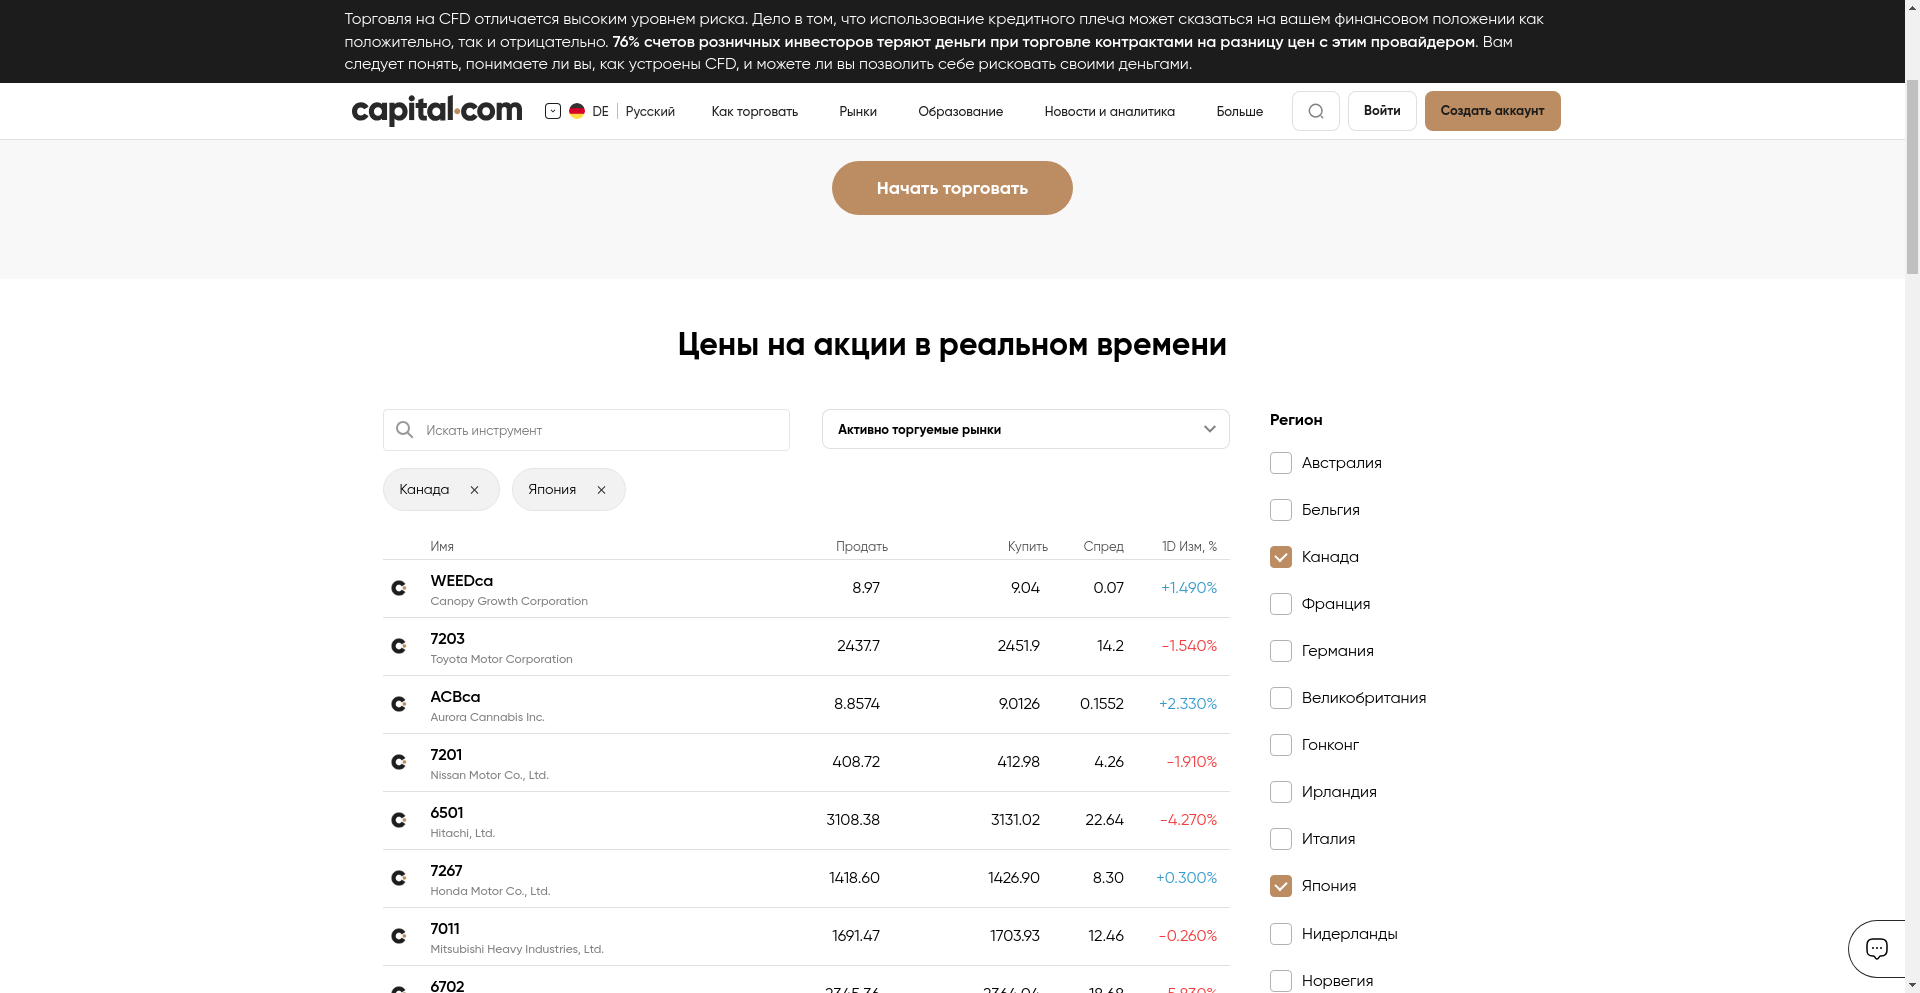 Торговля на CFD отличается высоким уровнем риска. Дело в том, что использование кредитного плеча может сказаться на вашем финансовом положении как
положительно, так и отрицательно. 76% счетов розничных инвесторов теряют деньги при торговле контрактами на разницу цен с этим провайдером. Вам
следует понять, понимаете ли вы, как устроены CFD, и можете ли вы позволить себе рисковать своими деньгами.
capital.com DE Русский Как торговать Рынки Образование Новости и аналитика Больше Войти Создать аккаунт
Начать торговать
Цены на акции в реальном времени
Искать инструмент
Активно торгуемые рынки
Канада Япония
Имя Продать Купить Спред 1D Изм, %
WEEDca
Canopy Growth Corporation
8.97 9.04 0.07 +1.490%
7203
Toyota Motor Corporation
2437.7 2451.9 14.2 -1.540%
ACBca
Aurora Cannabis Inc.
8.8574 9.0126 0.1552 +2.330%
7201
Nissan Motor Co., Ltd.
408.72 412.98 4.26 -1.910%
6501
Hitachi, Ltd.
3108.38 3131.02 22.64 -4.270%
7267
Honda Motor Co., Ltd.
1418.60 1426.90 8.30 +0.300%
7011
Mitsubishi Heavy Industries, Ltd.
1691.47 1703.93 12.46 -0.260%
6702
Регион
Австралия
Бельгия
Канада
Франция
Германия
Великобритания
Гонконг
Ирландия
Италия
Япония
Нидерланды
Норвегия